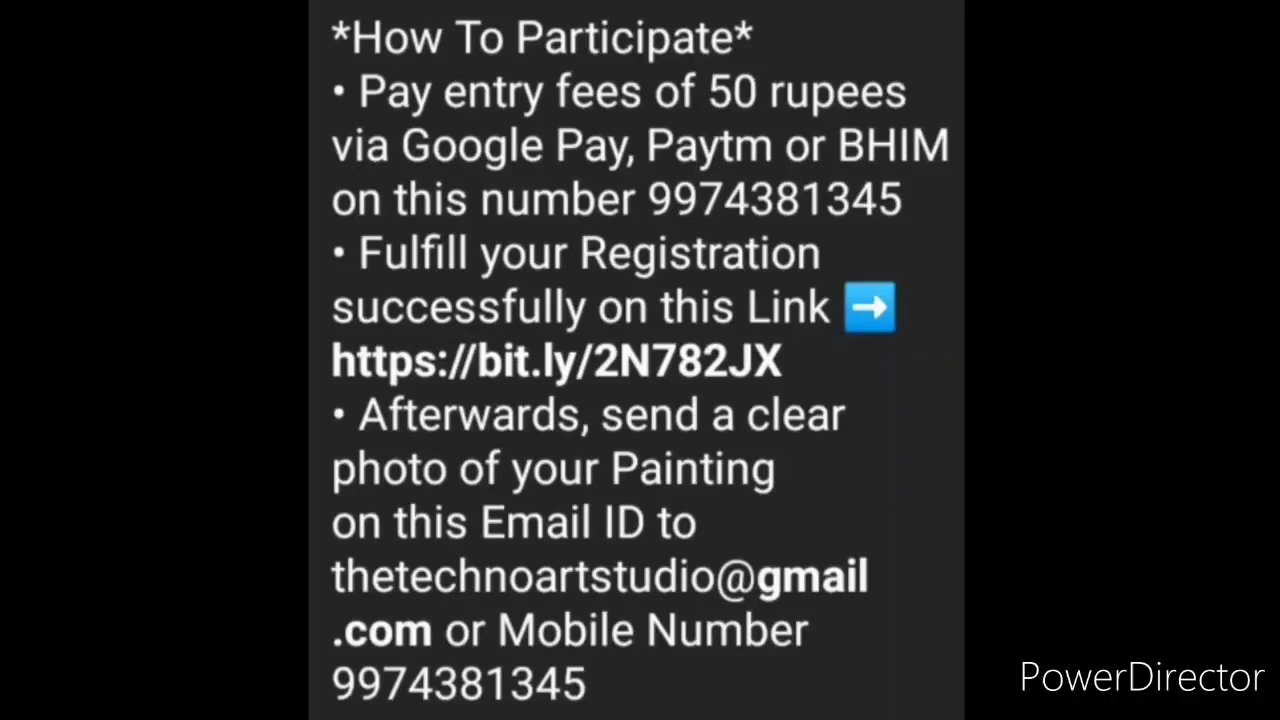 *How To Participate*
• Pay entry fees of 50 rupees
via Google Pay, Paytm or BHIM
on this number 9974381345
• Fulfill your Registration
successfully on this Link ➡
https://bit.ly/2N782JX
• Afterwards, send a clear
photo of your Painting
on this Email ID to
thetechnoartstudio@gmail
.com or Mobile Number
9974381345
PowerDirector